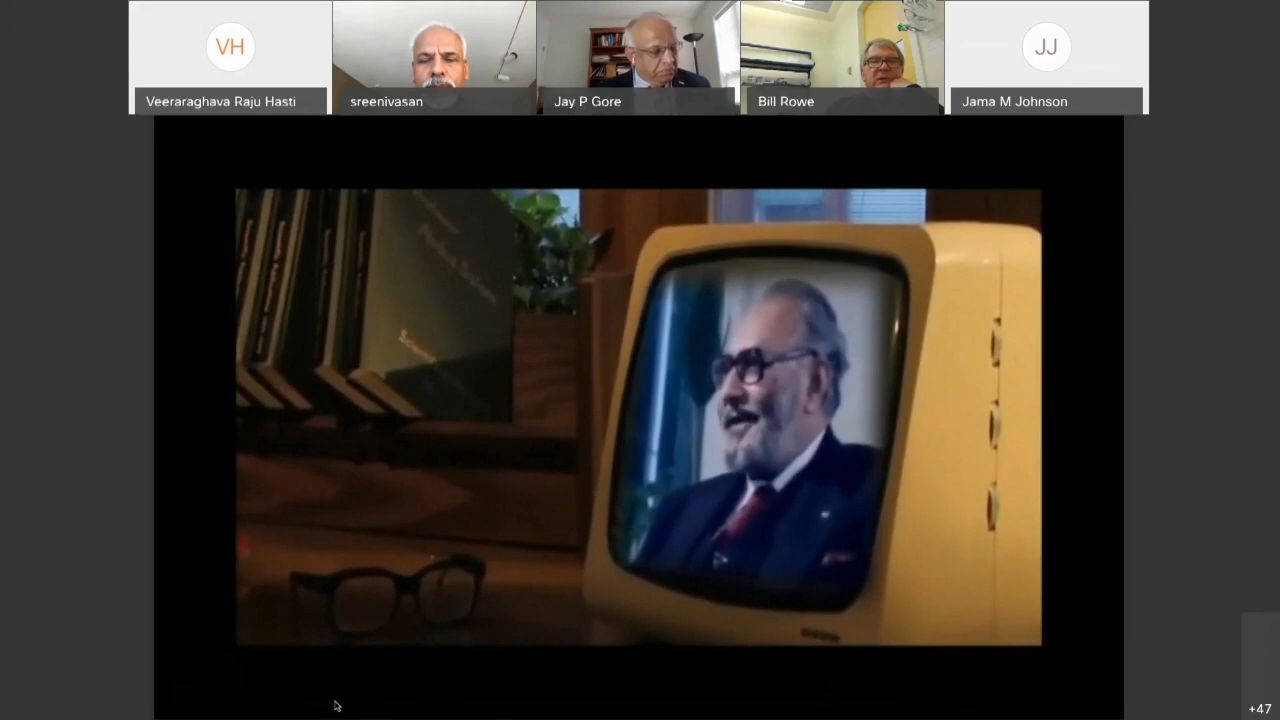 VH
Veeraraghava Raju Hasti
sreenivasan
Jay P Gore
Bill Rowe
JJ
Jama M Johnson
+47